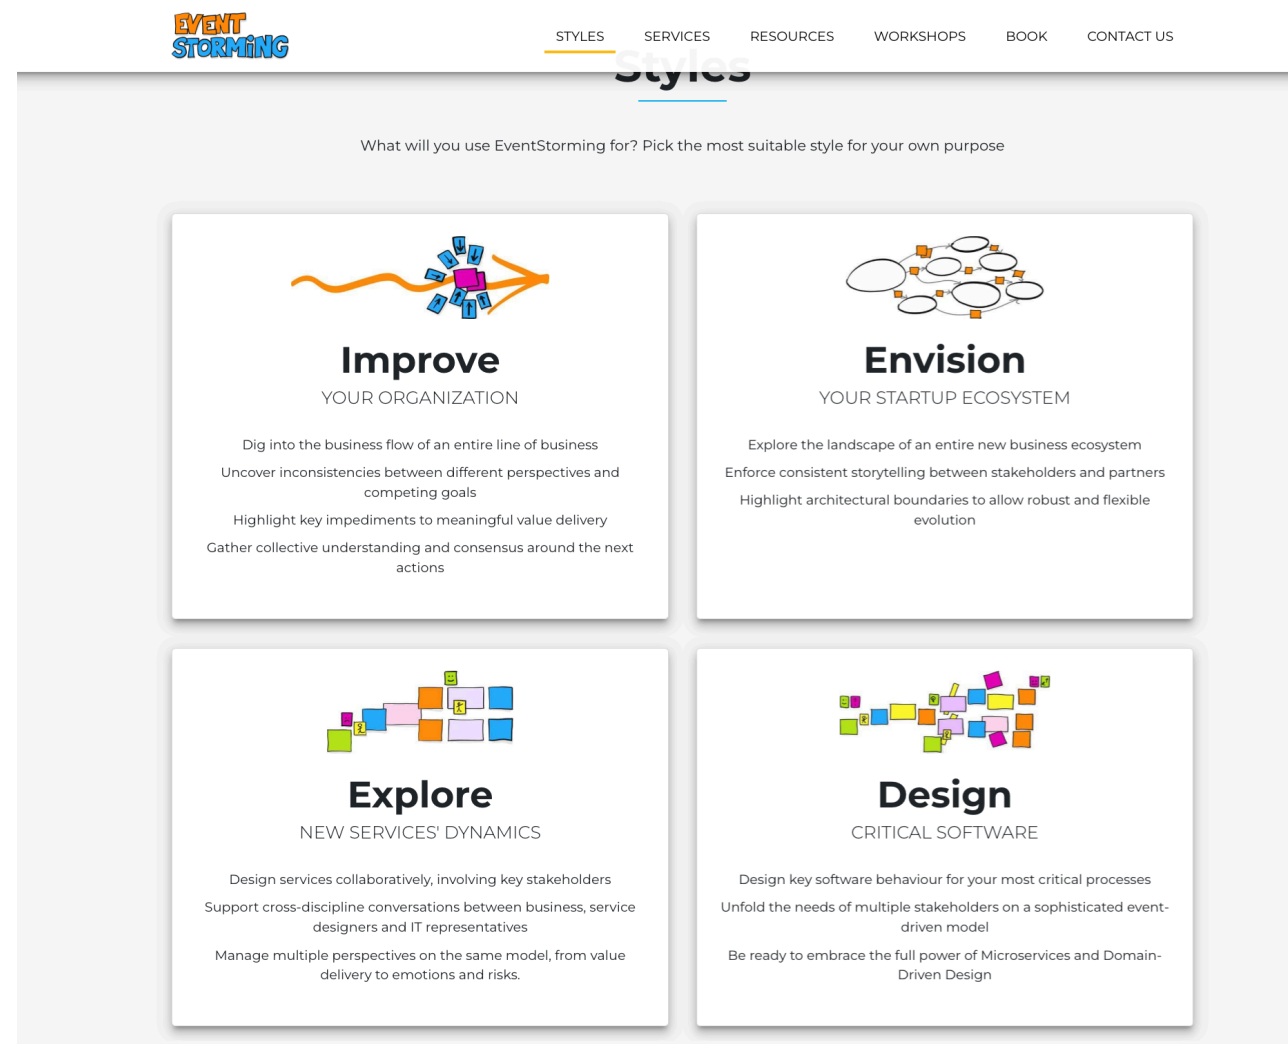 EVENT
STORMING
STYLES SERVICES RESOURCES WORKSHOPS BOOK CONTACT US
Styles
What will you use EventStorming for? Pick the most suitable style for your own purpose
Improve
YOUR ORGANIZATION
Dig into the business flow of an entire line of business
Uncover inconsistencies between different perspectives and
competing goals
Highlight key impediments to meaningful value delivery
Gather collective understanding and consensus around the next
actions
Envision
YOUR STARTUP ECOSYSTEM
Explore the landscape of an entire new business ecosystem
Enforce consistent storytelling between stakeholders and partners
Highlight architectural boundaries to allow robust and flexible
evolution
Explore
NEW SERVICES' DYNAMICS
Design services collaboratively, involving key stakeholders
Support cross-discipline conversations between business, service
designers and IT representatives
Manage multiple perspectives on the same model, from value
delivery to emotions and risks.
Design
CRITICAL SOFTWARE
Design key software behaviour for your most critical processes
Unfold the needs of multiple stakeholders on a sophisticated event-
driven model
Be ready to embrace the full power of Microservices and Domain-
Driven Design